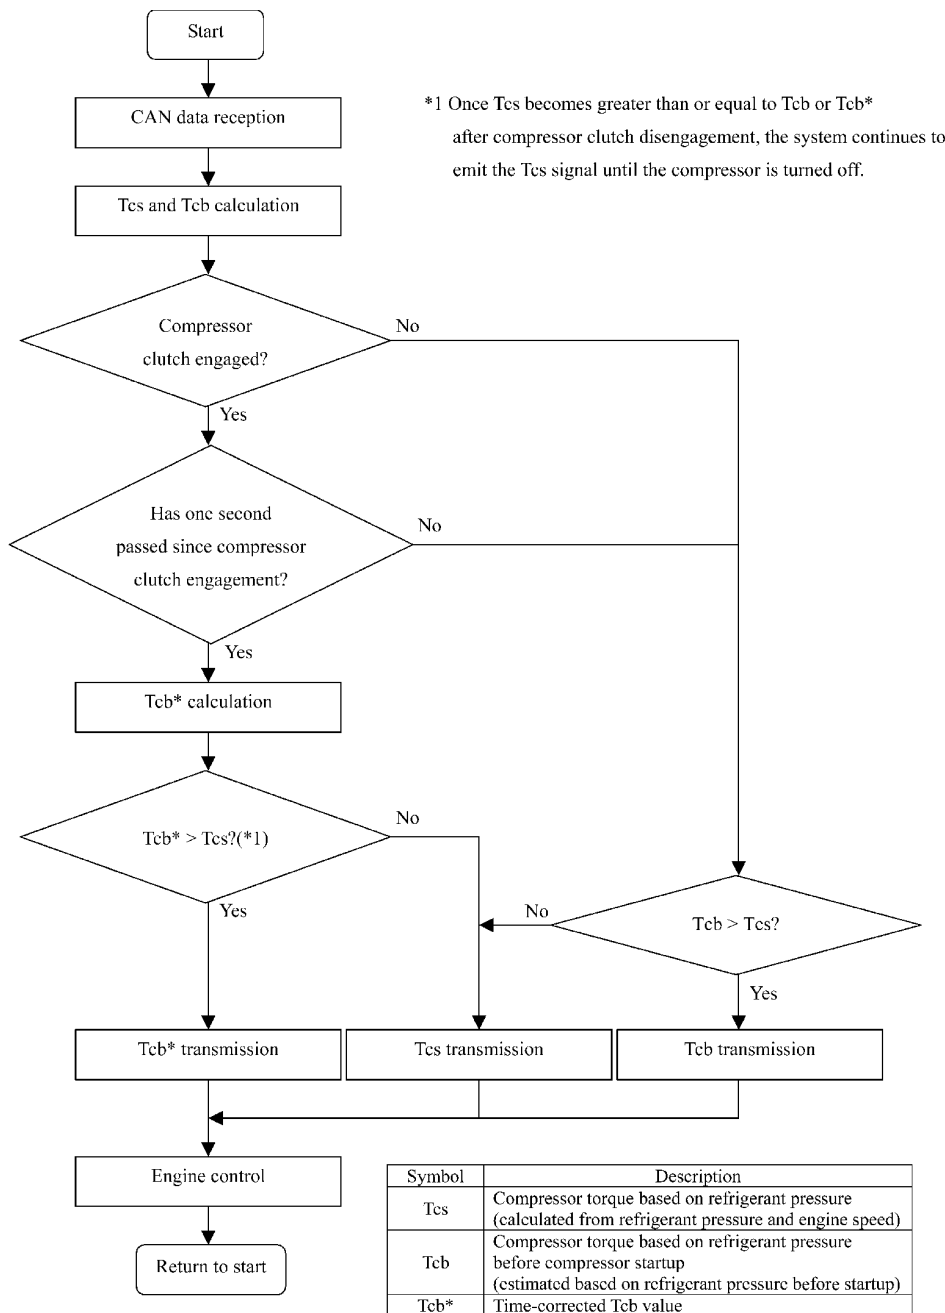 Start
CAN data reception
*1 Once Tcs becomes greater than or equal to Tcb or Tcb*
after compressor clutch disengagement, the system continues to
emit the Tcs signal until the compressor is turned off.
Tcs and Tcb calculation
Compressor
clutch engaged?
No
Yes
Has one second
passed since compressor
clutch engagement?
No
Yes
Tcb* calculation
Tcb* > Tcs?(*1)
No
Yes
Tcb > Tcs?
No
Yes
Tcb* transmission
Tcs transmission
Tcb transmission
Engine control
Return to start
Symbol Description
Tcs Compressor torque based on refrigerant pressure
(calculated from refrigerant pressure and engine speed)
Tcb Compressor torque based on refrigerant pressure
before compressor startup
(estimated based on refrigerant pressure before startup)
Tcb* Time-corrected Tcb value